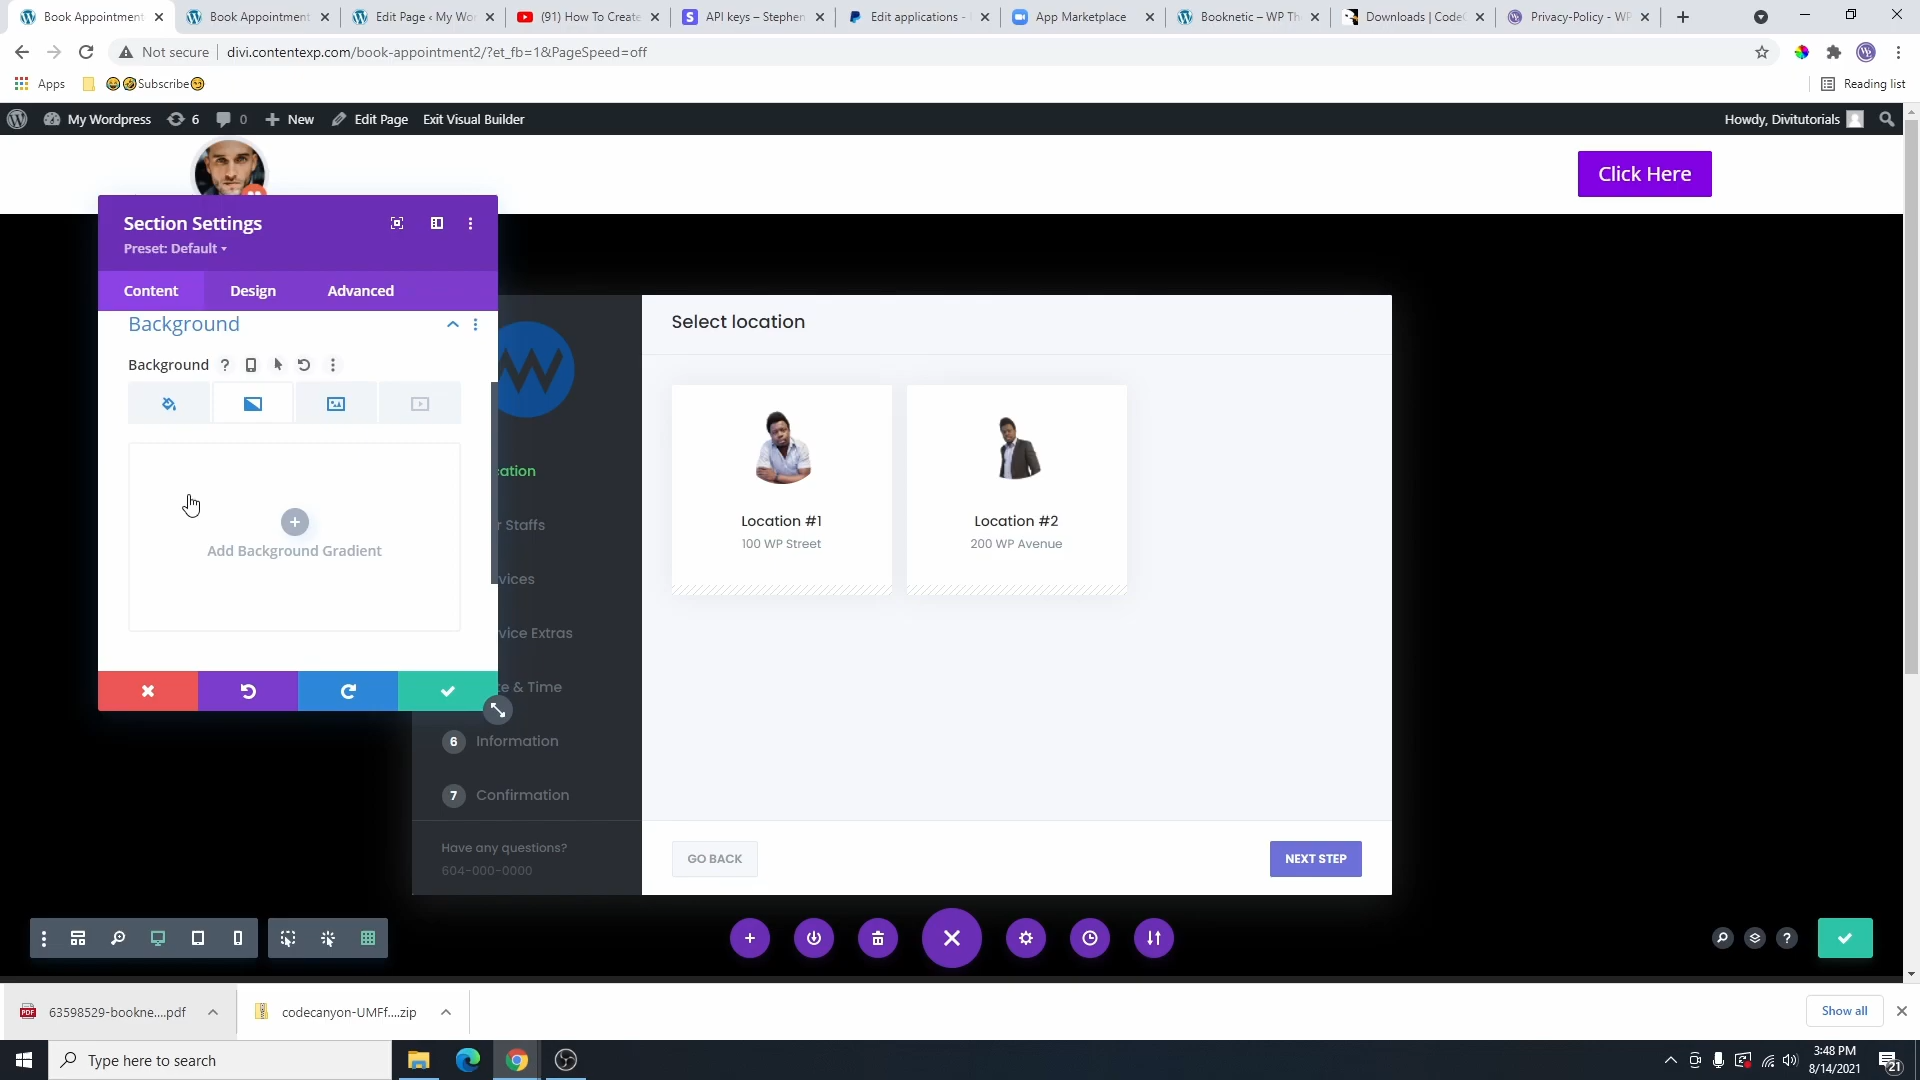 Book Appointment
Book Appointment
Edit Page ‹ My Wo
(91) How To Create
API keys – Stephen
Edit applications -
App Marketplace
Booknetic – WP Th
Downloads | Code
Privacy-Policy - WP
Not secure
divi.contentexp.com/book-appointment2/?et_fb=1&PageSpeed=off
Apps
😂🤣Subscribe😏
Reading list
My Wordpress
6
0
New
Edit Page
Exit Visual Builder
Howdy, Divitutorials
Click Here
Section Settings
Preset: Default
Content
Design
Advanced
Background
Background
?
Add Background Gradient
Select location
Location #1
100 WP Street
Location #2
200 WP Avenue
cation
r Staffs
vices
vice Extras
te & Time
6 Information
7 Confirmation
Have any questions?
604-000-0000
GO BACK
NEXT STEP
?
63598529-bookne....pdf
codecanyon-UMFf....zip
Show all
Type here to search
3:48 PM
8/14/2021
21